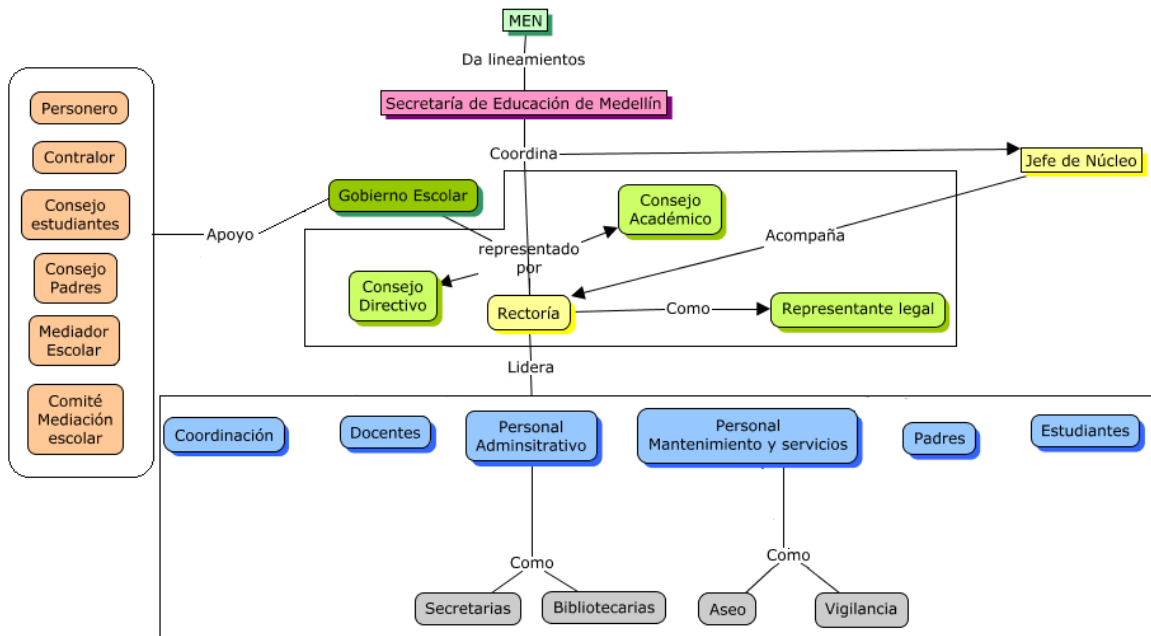 MEN
Da lineamientos
Secretaría de Educación de Medellín
Coordina
Jefe de Núcleo
Personero
Contralor
Consejo
estudiantes
Consejo
Padres
Mediador
Escolar
Comité
Mediación
escolar
Apoyo
Gobierno Escolar
representado
por
Consejo
Académico
Acompaña
Consejo
Directivo
Rectoría
Como
Representante legal
Lidera
Coordinación
Docentes
Personal
Adminsitrativo
Personal
Mantenimiento y servicios
Padres
Estudiantes
Como
Secretarias
Bibliotecarias
Como
Aseo
Vigilancia